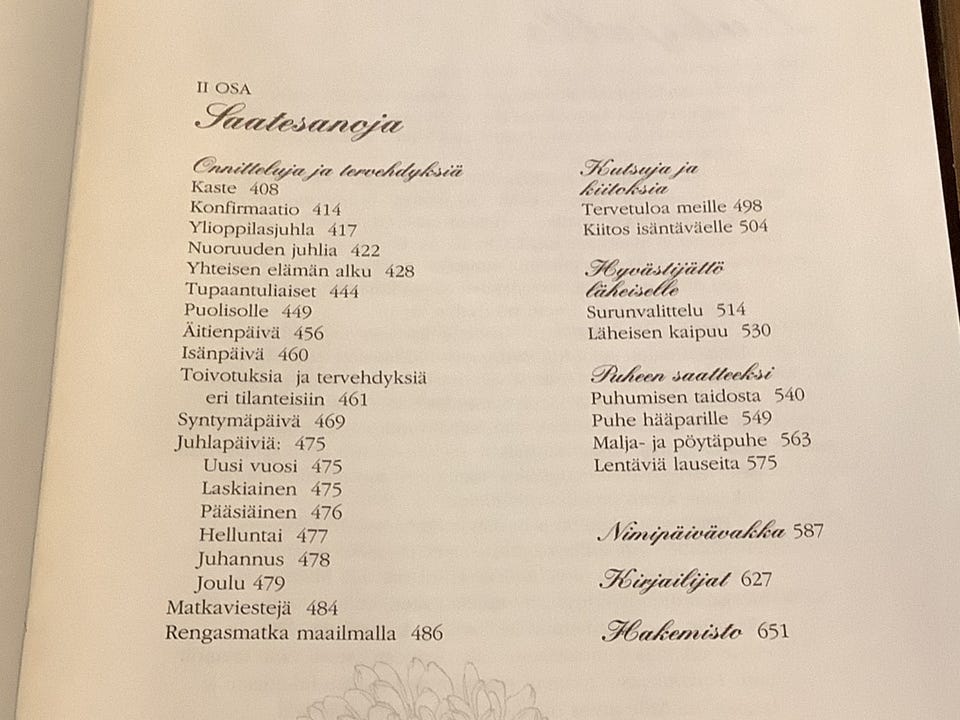 II OSA
Saatesanoja
Onnitteluja ja tervehdyksiä
Kaste 408
Konfirmaatio 414
Ylioppilasjuhla 417
Nuoruuden juhlia 422
Yhteisen elämän alku 428
Tupaantuliaiset 444
Puolisolle 449
Äitienpäivä 456
Isänpäivä 460
Toivotuksia ja tervehdyksiä
eri tilanteisiin 461
Syntymäpäivä 469
Juhlapäiviä: 475
Uusi vuosi 475
Laskiainen 475
Pääsiäinen 476
Helluntai 477
Juhannus 478
Joulu 479
Matkaviestejä 484
Rengasmatka maailmalla 486
Kutsuja ja
kiitoksia
Tervetuloa meille 498
Kiitos isäntäväelle 504
Hyvästijättö
läheiselle
Surunvalittelu 514
Läheisen kaipuu 530
Puheen saatteeksi
Puhumisen taidosta 540
Puhe hääparille 549
Malja- ja pöytäpuhe 563
Lentäviä lauseita 575
Nimipäivävakka 587
Kirjailijat 627
Hakemisto 651